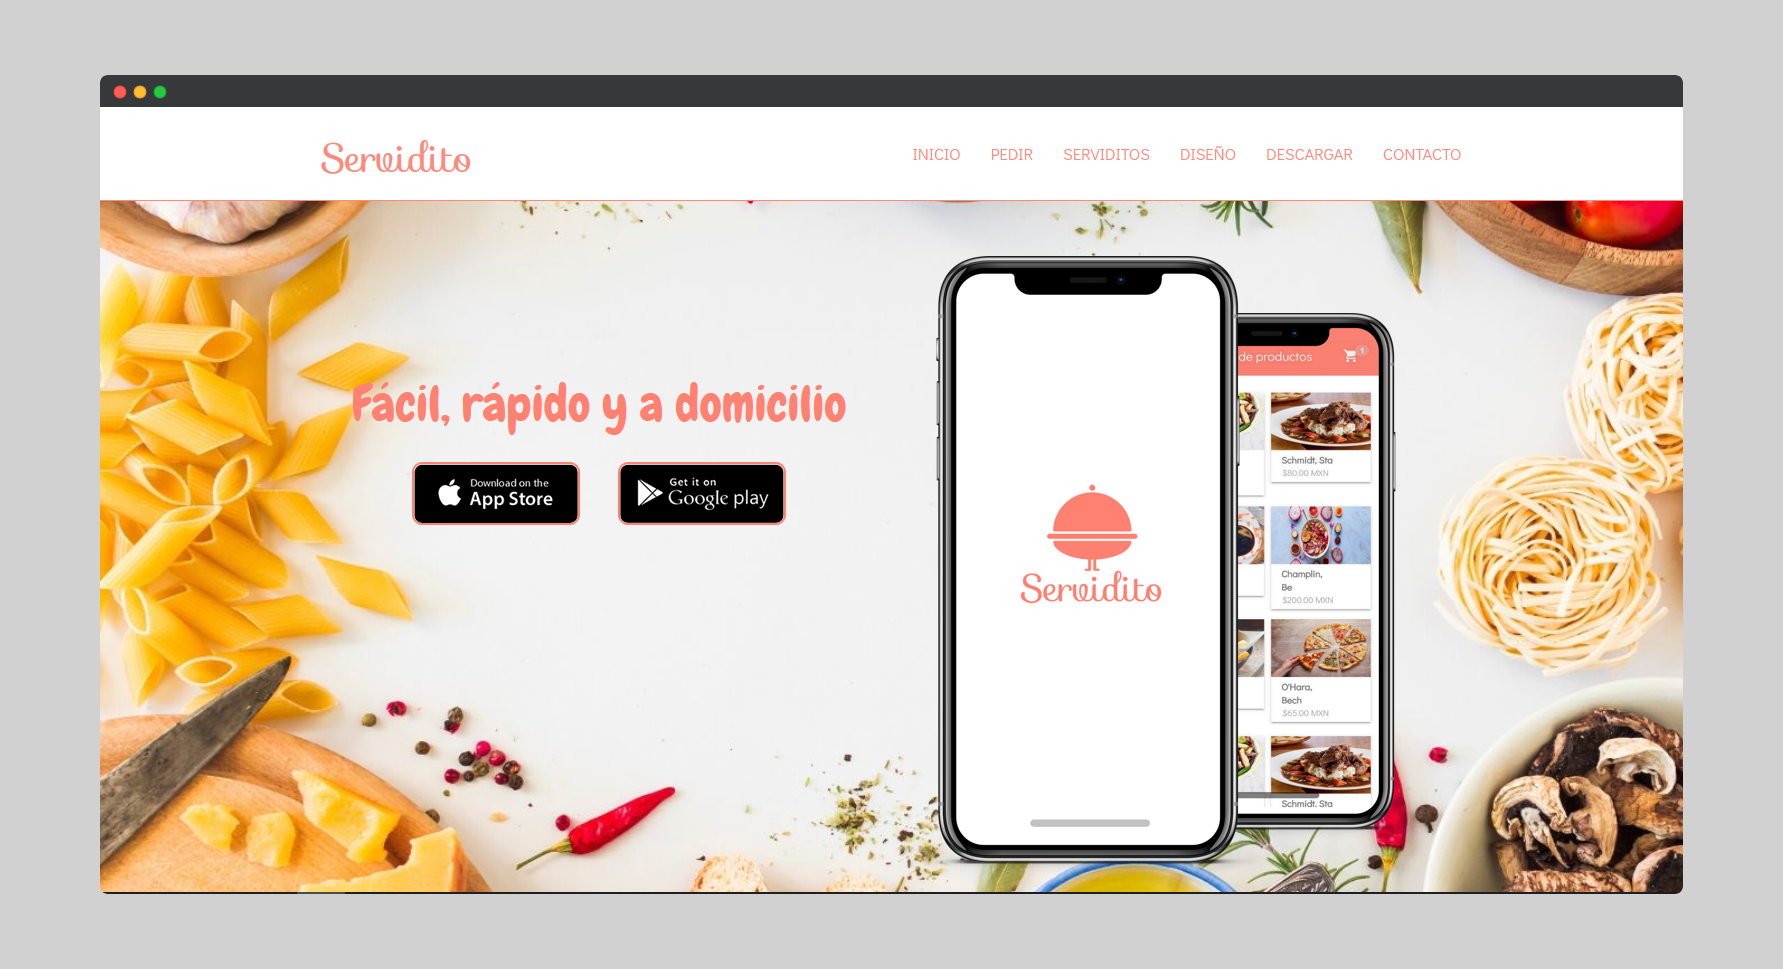 Servidito
INICIO PEDIR SERVIDITOS DISEÑO DESCARGAR CONTACTO
Fácil, rápido y a domicilio
Download on the
App Store
Get it on
Google play
Servidito
de productos
1
Schmidt, Sta
$80.00 MXN
Champlin,
Be
$200.00 MXN
O'Hara,
Bech
$65.00 MXN
Schmidt, Sta